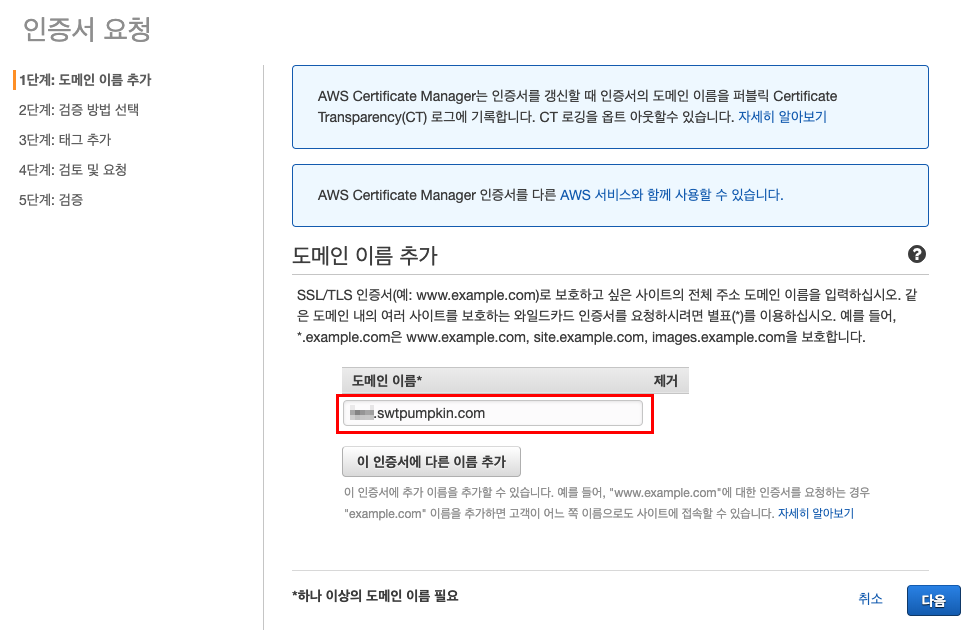 인증서 요청
1단계: 도메인 이름 추가
2단계: 검증 방법 선택
3단계: 태그 추가
4단계: 검토 및 요청
5단계: 검증
AWS Certificate Manager는 인증서를 갱신할 때 인증서의 도메인 이름을 퍼블릭 Certificate
Transparency(CT) 로그에 기록합니다. CT 로깅을 옵트 아웃할수 있습니다. 자세히 알아보기
AWS Certificate Manager 인증서를 다른 AWS 서비스와 함께 사용할 수 있습니다.
도메인 이름 추가
SSL/TLS 인증서(예: www.example.com)로 보호하고 싶은 사이트의 전체 주소 도메인 이름을 입력하십시오. 같
은 도메인 내의 여러 사이트를 보호하는 와일드카드 인증서를 요청하시려면 별표(*)를 이용하십시오. 예를 들어,
*.example.com은 www.example.com, site.example.com, images.example.com을 보호합니다.
도메인 이름* 제거
.swtpumpkin.com
이 인증서에 다른 이름 추가
이 인증서에 추가 이름을 추가할 수 있습니다. 예를 들어, "www.example.com"에 대한 인증서를 요청하는 경우
"example.com" 이름을 추가하면 고객이 어느 쪽 이름으로도 사이트에 접속할 수 있습니다. 자세히 알아보기
*하나 이상의 도메인 이름 필요
취소 다음